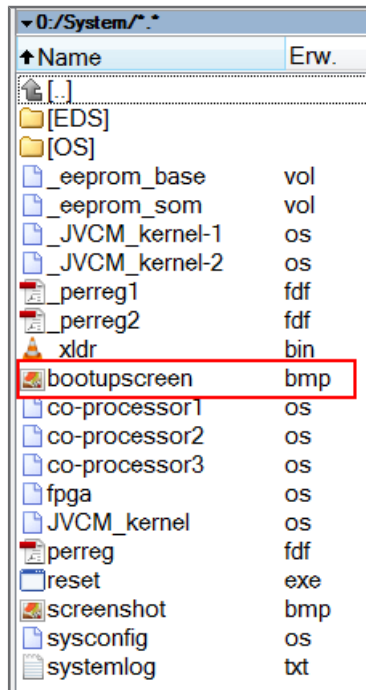 ▾0:/System/*.*
↑Name Erw.
[..]
[EDS]
[OS]
_eeprom_base vol
_eeprom_som vol
_JVCM_kernel-1 os
_JVCM_kernel-2 os
_perreg1 fdf
_perreg2 fdf
_xldr bin
bootupscreen bmp
co-processor1 os
co-processor2 os
co-processor3 os
fpga os
JVCM_kernel os
perreg fdf
reset exe
screenshot bmp
sysconfig os
systemlog txt